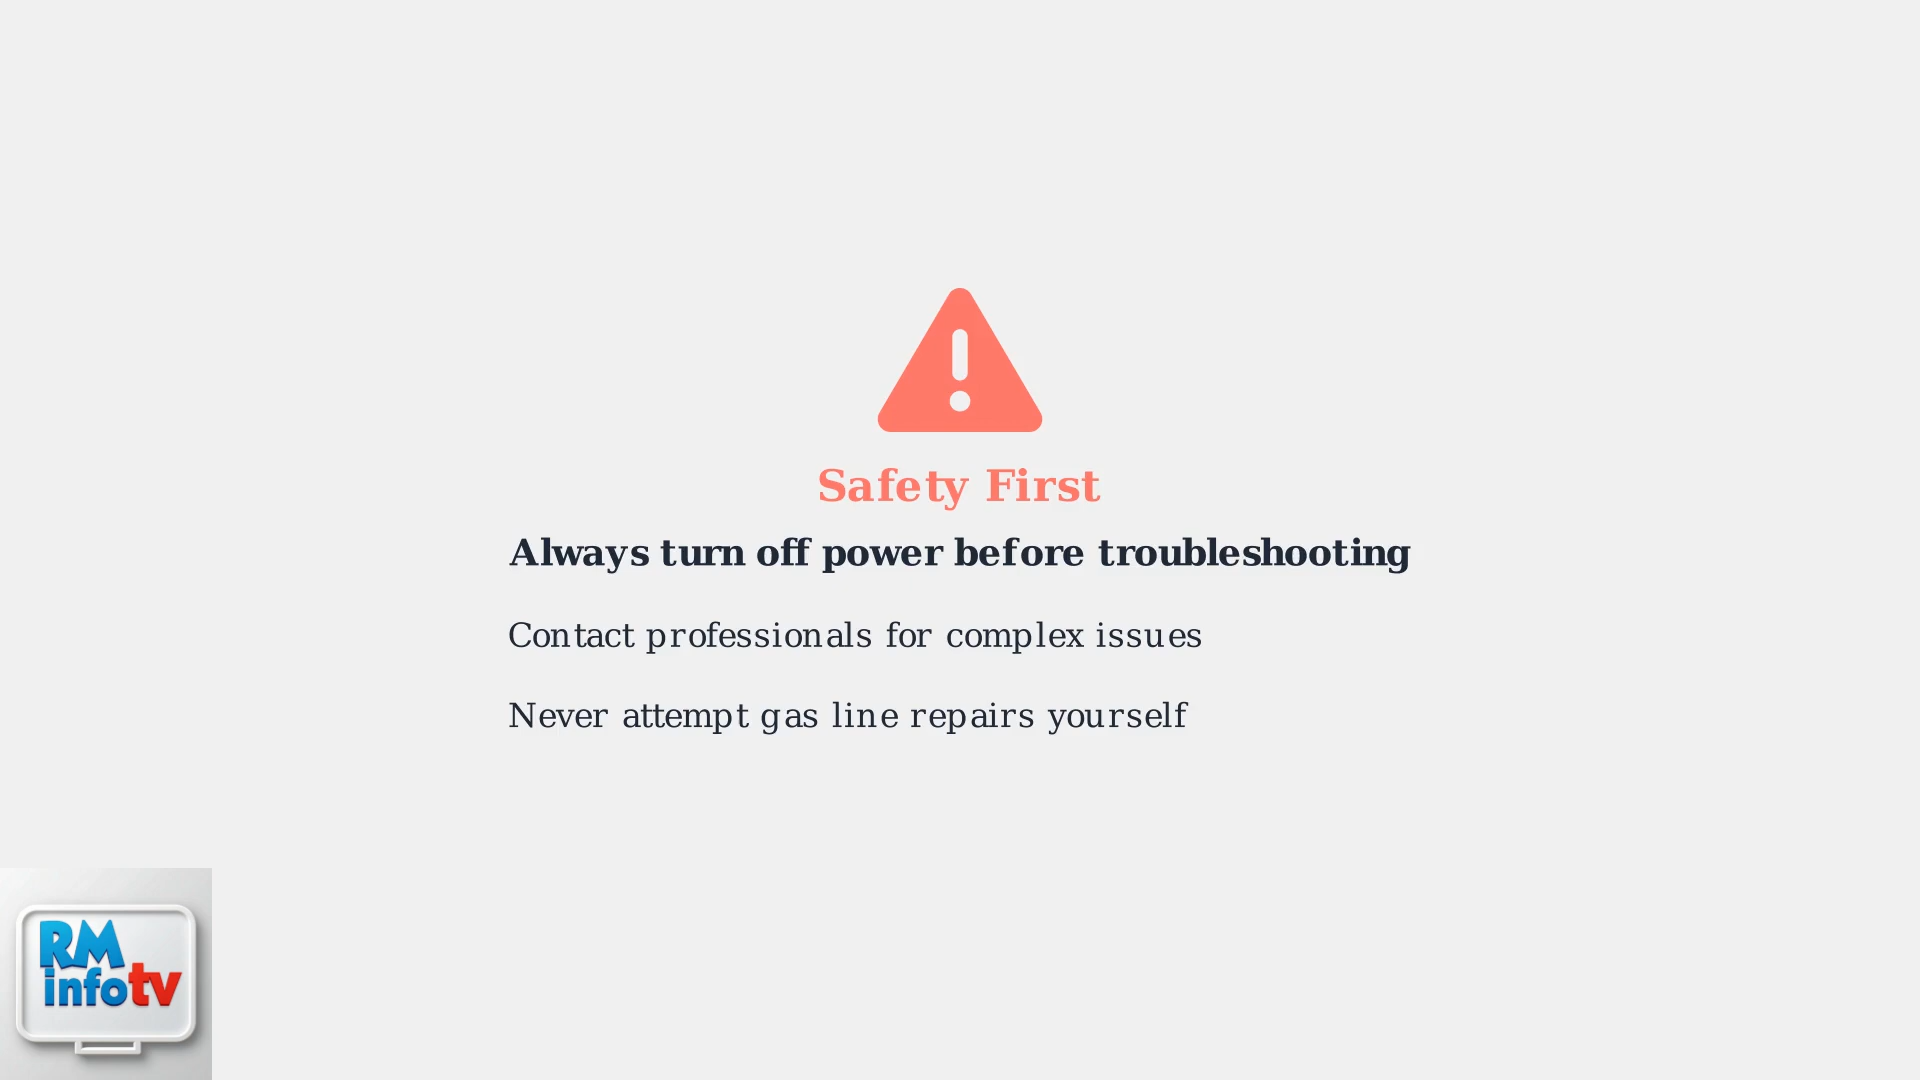 Safety First
Always turn off power before troubleshooting
Contact professionals for complex issues
Never attempt gas line repairs yourself
RM
infotv